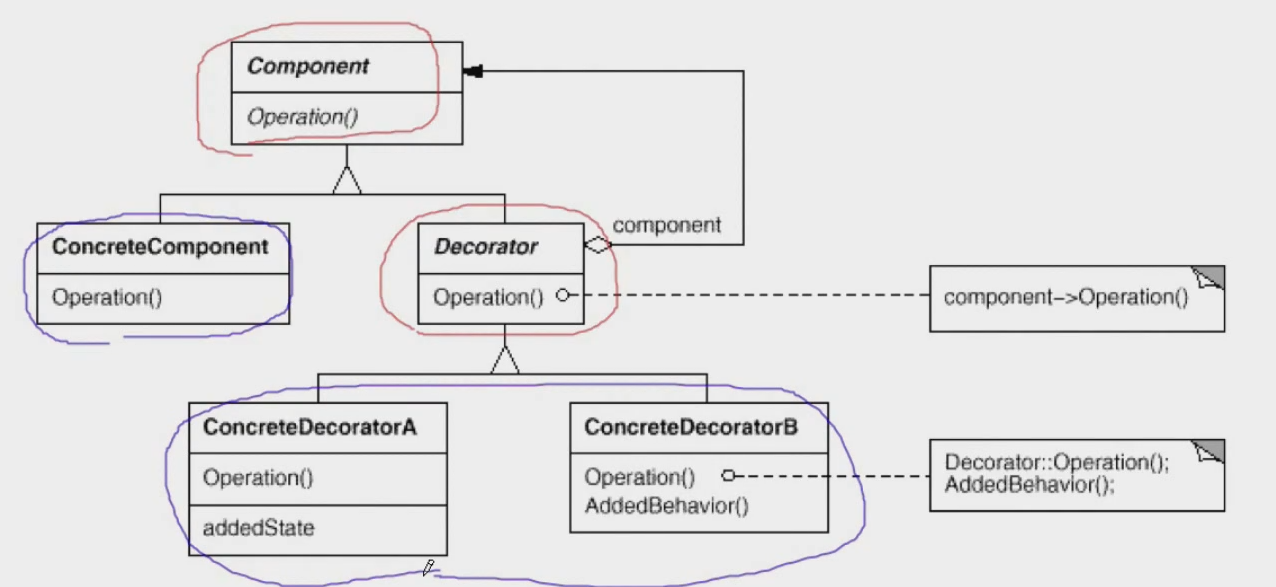 Component
Operation()
component
ConcreteComponent
Operation()
Decorator
Operation()
component->Operation()
ConcreteDecoratorA
Operation()
addedState
ConcreteDecoratorB
Operation()
AddedBehavior()
Decorator::Operation();
AddedBehavior();